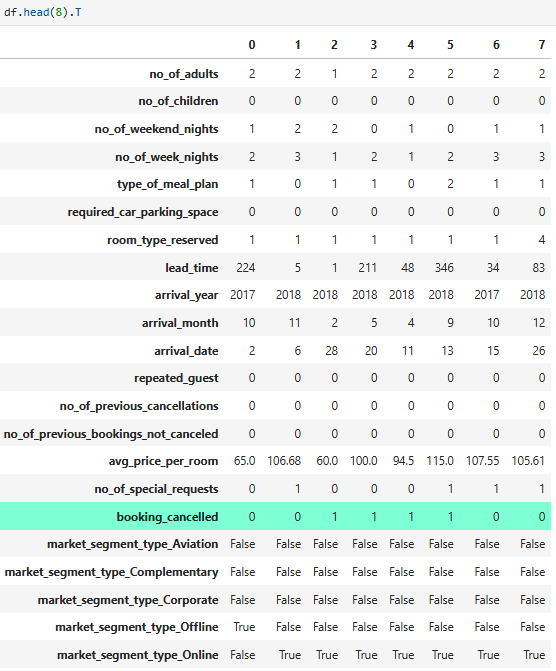 df.head(8).T
0 1 2 3 4 5 6 7
no_of_adults 2 2 1 2 2 2 2 2
no_of_children 0 0 0 0 0 0 0 0
no_of_weekend_nights 1 2 2 0 1 0 1 1
no_of_week_nights 2 3 1 2 1 2 3 3
type_of_meal_plan 1 0 1 1 0 2 1 1
required_car_parking_space 0 0 0 0 0 0 0 0
room_type_reserved 1 1 1 1 1 1 1 4
lead_time 224 5 1 211 48 346 34 83
arrival_year 2017 2018 2018 2018 2018 2018 2017 2018
arrival_month 10 11 2 5 4 9 10 12
arrival_date 2 6 28 20 11 13 15 26
repeated_guest 0 0 0 0 0 0 0 0
no_of_previous_cancellations 0 0 0 0 0 0 0 0
no_of_previous_bookings_not_canceled 0 0 0 0 0 0 0 0
avg_price_per_room 65.0 106.68 60.0 100.0 94.5 115.0 107.55 105.61
no_of_special_requests 0 1 0 0 0 1 1 1
booking_cancelled 0 0 1 1 1 1 0 0
market_segment_type_Aviation False False False False False False False False
market_segment_type_Complementary False False False False False False False False
market_segment_type_Corporate False False False False False False False False
market_segment_type_Offline True False False False False False False False
market_segment_type_Online False True True True True True True True